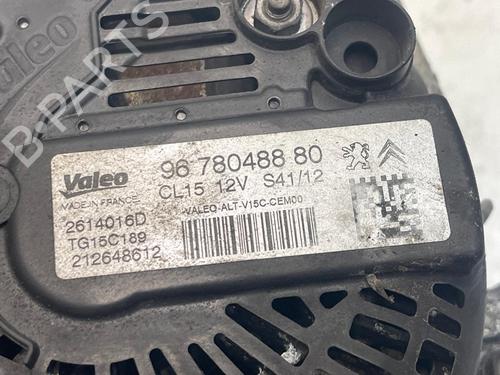 Valeo
B-PARTS
Valeo
MADE IN FRANCE
96 780488 80
CL15 12V S41/12
VALEO-ALT-V15C-CEM00
2614016D
TG15C189
212648612